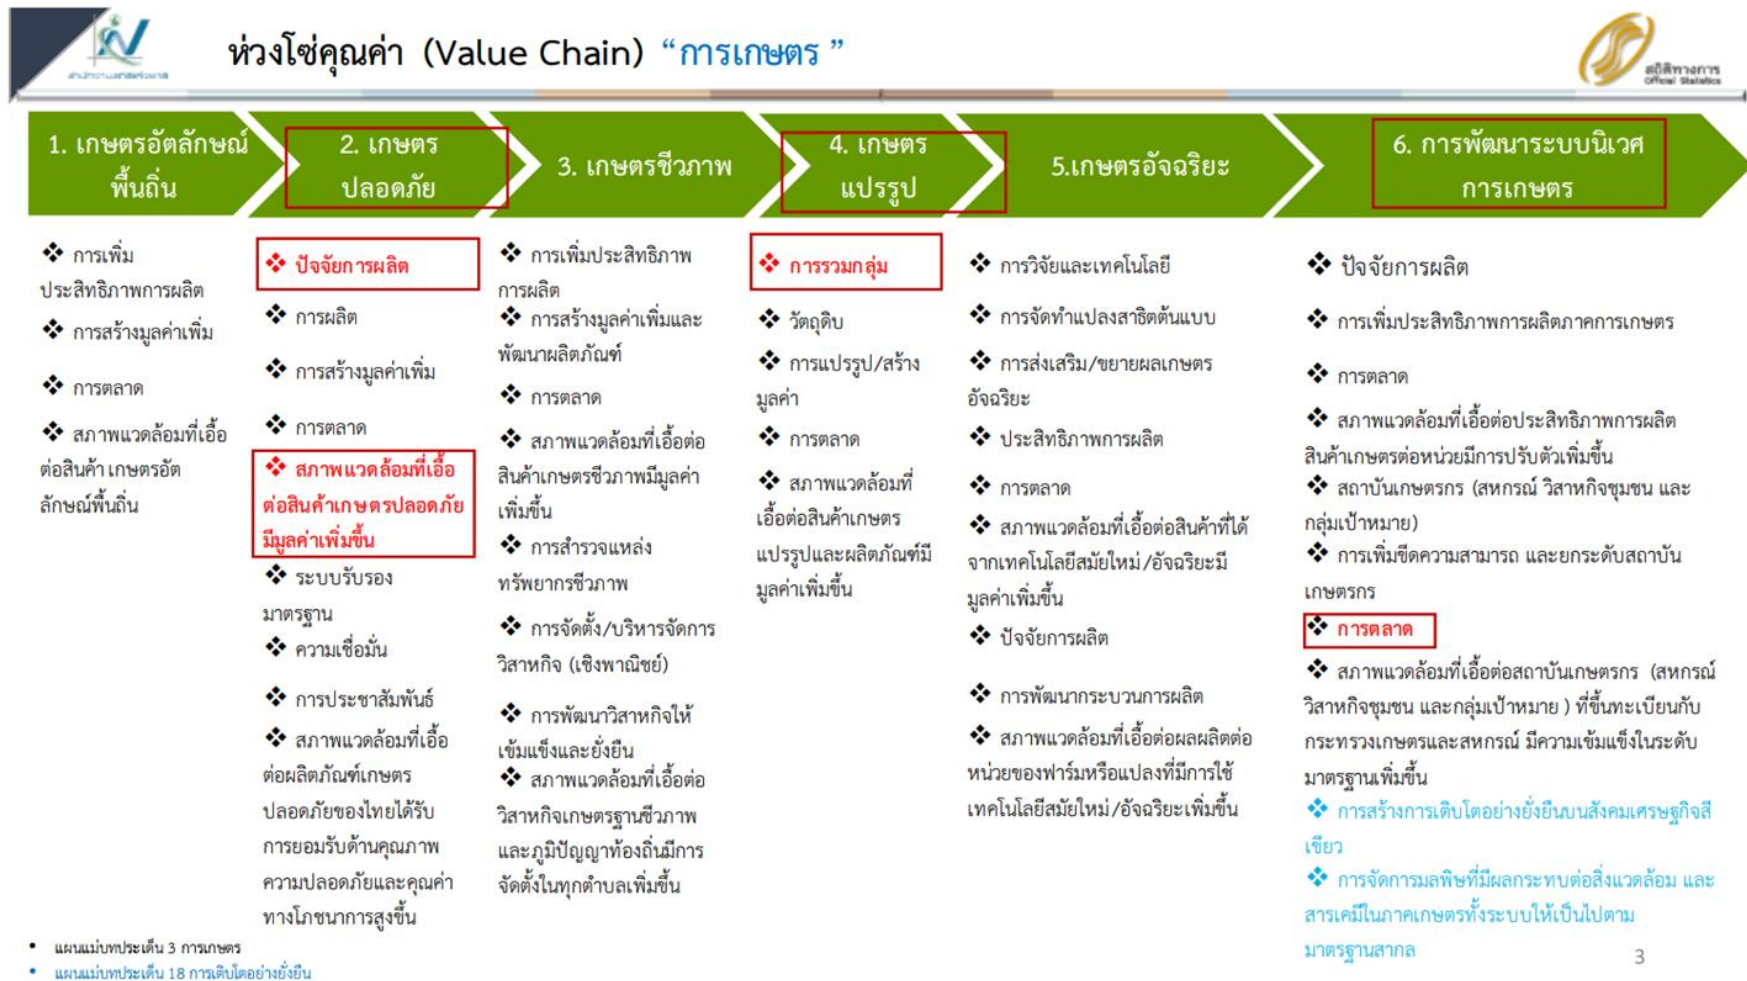 สำนักงานสถิติแห่งชาติ
ห่วงโซ่คุณค่า (Value Chain) “การเกษตร ”
สถิติทางการ
Official Statistics
1. เกษตรอัตลักษณ์
พื้นถิ่น
2. เกษตร
ปลอดภัย
3. เกษตรชีวภาพ
4. เกษตร
แปรรูป
5.เกษตรอัจฉริยะ
6. การพัฒนาระบบนิเวศ
การเกษตร
❖ การเพิ่ม
ประสิทธิภาพการผลิต
❖ การสร้างมูลค่าเพิ่ม
❖ การตลาด
❖ สภาพแวดล้อมที่เอื้อ
ต่อสินค้า เกษตรอัต
ลักษณ์พื้นถิ่น
❖ ปัจจัยการผลิต
❖ การผลิต
❖ การสร้างมูลค่าเพิ่ม
❖ การตลาด
❖ สภาพแวดล้อมที่เอื้อ
ต่อสินค้าเกษตรปลอดภัย
มีมูลค่าเพิ่มขึ้น
❖ ระบบรับรอง
มาตรฐาน
❖ ความเชื่อมั่น
❖ การประชาสัมพันธ์
❖ สภาพแวดล้อมที่เอื้อ
ต่อผลิตภัณฑ์เกษตร
ปลอดภัยของไทยได้รับ
การยอมรับด้านคุณภาพ
ความปลอดภัยและคุณค่า
ทางโภชนาการสูงขึ้น
❖ การเพิ่มประสิทธิภาพ
การผลิต
❖ การสร้างมูลค่าเพิ่มและ
พัฒนาผลิตภัณฑ์
❖ การตลาด
❖ สภาพแวดล้อมที่เอื้อต่อ
สินค้าเกษตรชีวภาพมีมูลค่า
เพิ่มขึ้น
❖ การสำรวจแหล่ง
ทรัพยากรชีวภาพ
❖ การจัดตั้ง/บริหารจัดการ
วิสาหกิจ (เชิงพาณิชย์)
❖ การพัฒนาวิสาหกิจให้
เข้มแข็งและยั่งยืน
❖ สภาพแวดล้อมที่เอื้อต่อ
วิสาหกิจเกษตรฐานชีวภาพ
และภูมิปัญญาท้องถิ่นมีการ
จัดตั้งในทุกตำบลเพิ่มขึ้น
❖ การรวมกลุ่ม
❖ วัตถุดิบ
❖ การแปรรูป/สร้าง
มูลค่า
❖ การตลาด
❖ สภาพแวดล้อมที่
เอื้อต่อสินค้าเกษตร
แปรรูปและผลิตภัณฑ์มี
มูลค่าเพิ่มขึ้น
❖ การวิจัยและเทคโนโลยี
❖ การจัดทำแปลงสาธิตต้นแบบ
❖ การส่งเสริม/ขยายผลเกษตร
อัจฉริยะ
❖ ประสิทธิภาพการผลิต
❖ การตลาด
❖ สภาพแวดล้อมที่เอื้อต่อสินค้าที่ได้
จากเทคโนโลยีสมัยใหม่/อัจฉริยะมี
มูลค่าเพิ่มขึ้น
❖ ปัจจัยการผลิต
❖ การพัฒนากระบวนการผลิต
❖ สภาพแวดล้อมที่เอื้อต่อผลผลิตต่อ
หน่วยของฟาร์มหรือแปลงที่มีการใช้
เทคโนโลยีสมัยใหม่/อัจฉริยะเพิ่มขึ้น
❖ ปัจจัยการผลิต
❖ การเพิ่มประสิทธิภาพการผลิตภาคการเกษตร
❖ การตลาด
❖ สภาพแวดล้อมที่เอื้อต่อประสิทธิภาพการผลิต
สินค้าเกษตรต่อหน่วยมีการปรับตัวเพิ่มขึ้น
❖ สถาบันเกษตรกร (สหกรณ์ วิสาหกิจชุมชน และ
กลุ่มเป้าหมาย)
❖ การเพิ่มขีดความสามารถ และยกระดับสถาบัน
เกษตรกร
❖ การตลาด
❖ สภาพแวดล้อมที่เอื้อต่อสถาบันเกษตรกร (สหกรณ์
วิสาหกิจชุมชน และกลุ่มเป้าหมาย ) ที่ขึ้นทะเบียนกับ
กระทรวงเกษตรและสหกรณ์ มีความเข้มแข็งในระดับ
มาตรฐานเพิ่มขึ้น
❖ การสร้างการเติบโตอย่างยั่งยืนบนสังคมเศรษฐกิจสี
เขียว
❖ การจัดการมลพิษที่มีผลกระทบต่อสิ่งแวดล้อม และ
สารเคมีในภาคเกษตรทั้งระบบให้เป็นไปตาม
มาตรฐานสากล
• แผนแม่บทประเด็น 3 การเกษตร
• แผนแม่บทประเด็น 18 การเติบโตอย่างยั่งยืน
3